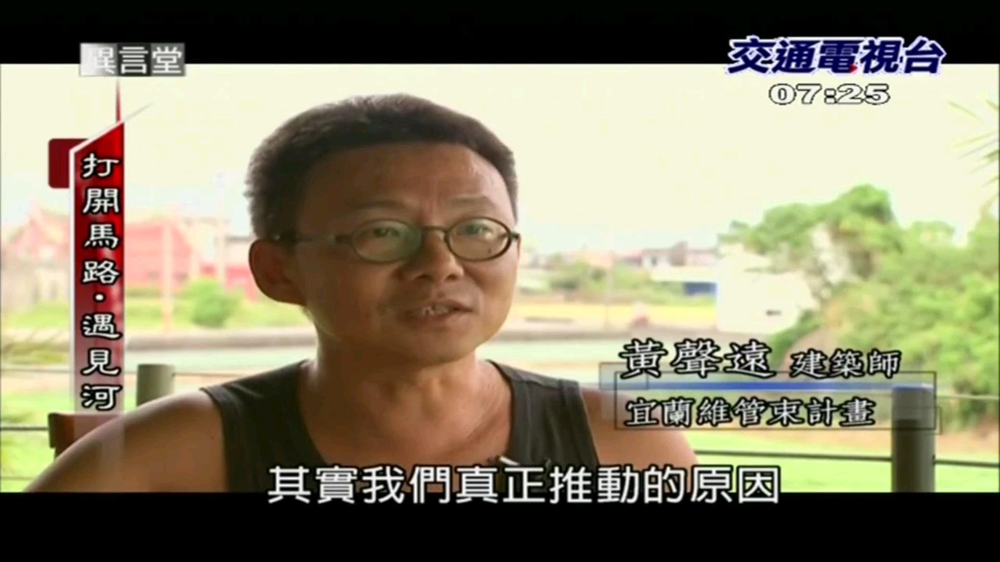 異言堂
交通電視台
07:25
打開馬路·遇見河
黃聲遠 建築師
宜蘭維管束計畫
其實我們真正推動的原因